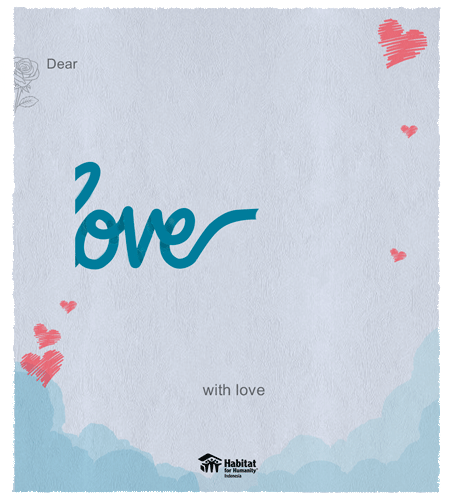 Dear
love
with love
Habitat
for Humanity®
Indonesia